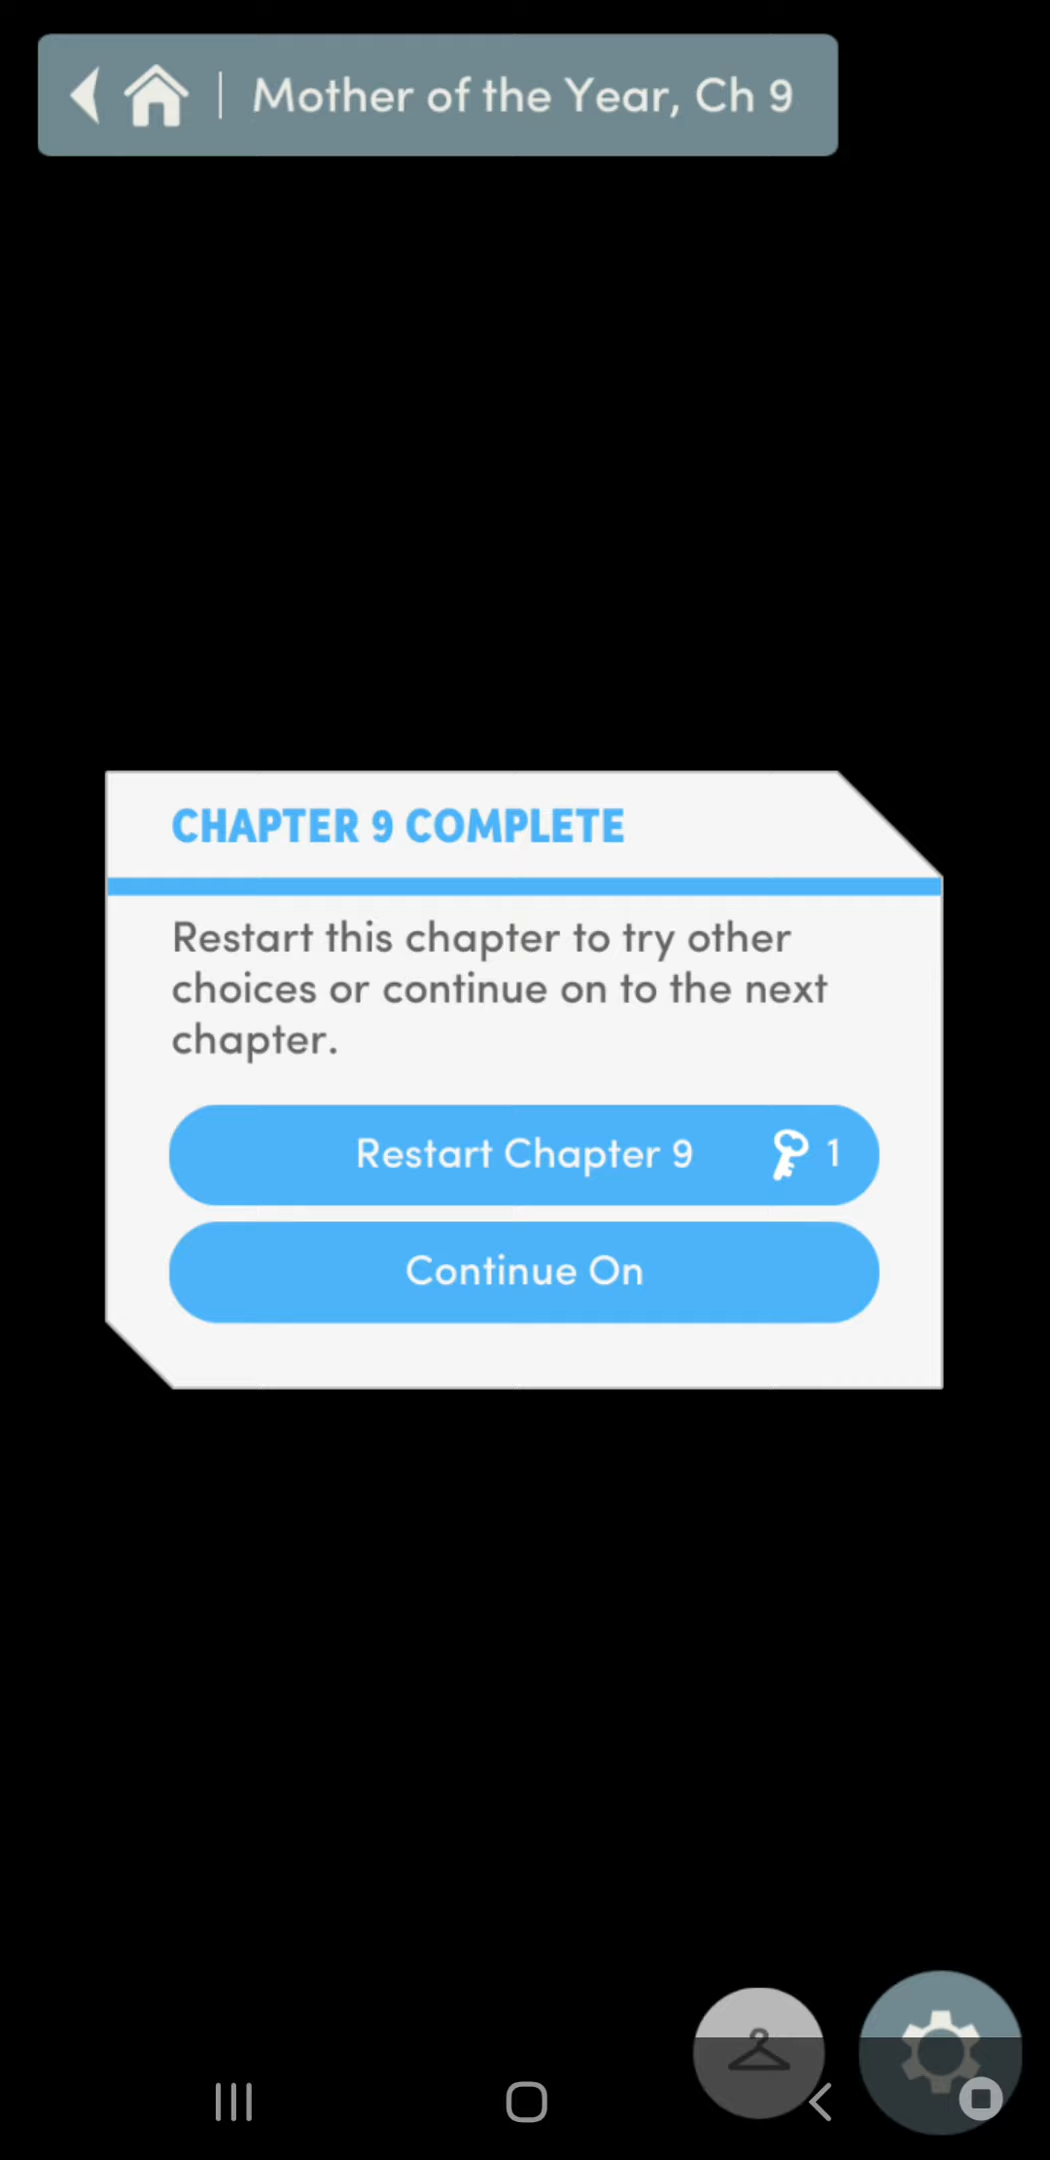 Mother of the Year, Ch 9
CHAPTER 9 COMPLETE
Restart this chapter to try other
choices or continue on to the next
chapter.
Restart Chapter 9 1
Continue On